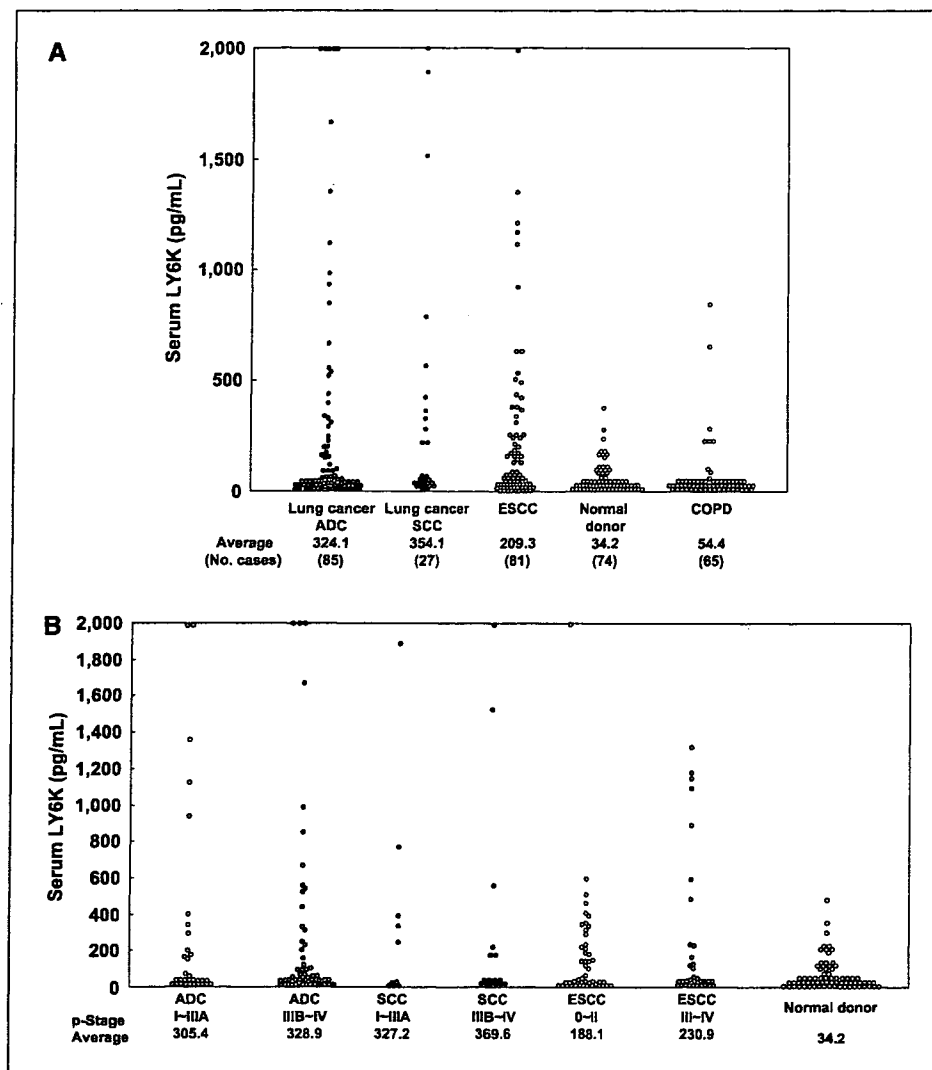 A
2,000
1,500
1,000
500
0
Serum LY6K (pg/mL)
Lung cancer Lung cancer ESCC Normal COPD
ADC SCC donor
Average 324.1 354.1 209.3 34.2 54.4
(No. cases) (85) (27) (81) (74) (65)
B
2,000
1,800
1,600
1,400
1,200
1,000
800
600
400
200
0
Serum LY6K (pg/mL)
ADC ADC SCC SCC ESCC ESCC Normal donor
p-Stage I~IIIA IIIB~IV I~IIIA IIIB~IV 0~II III~IV
Average 305.4 328.9 327.2 369.6 188.1 230.9 34.2